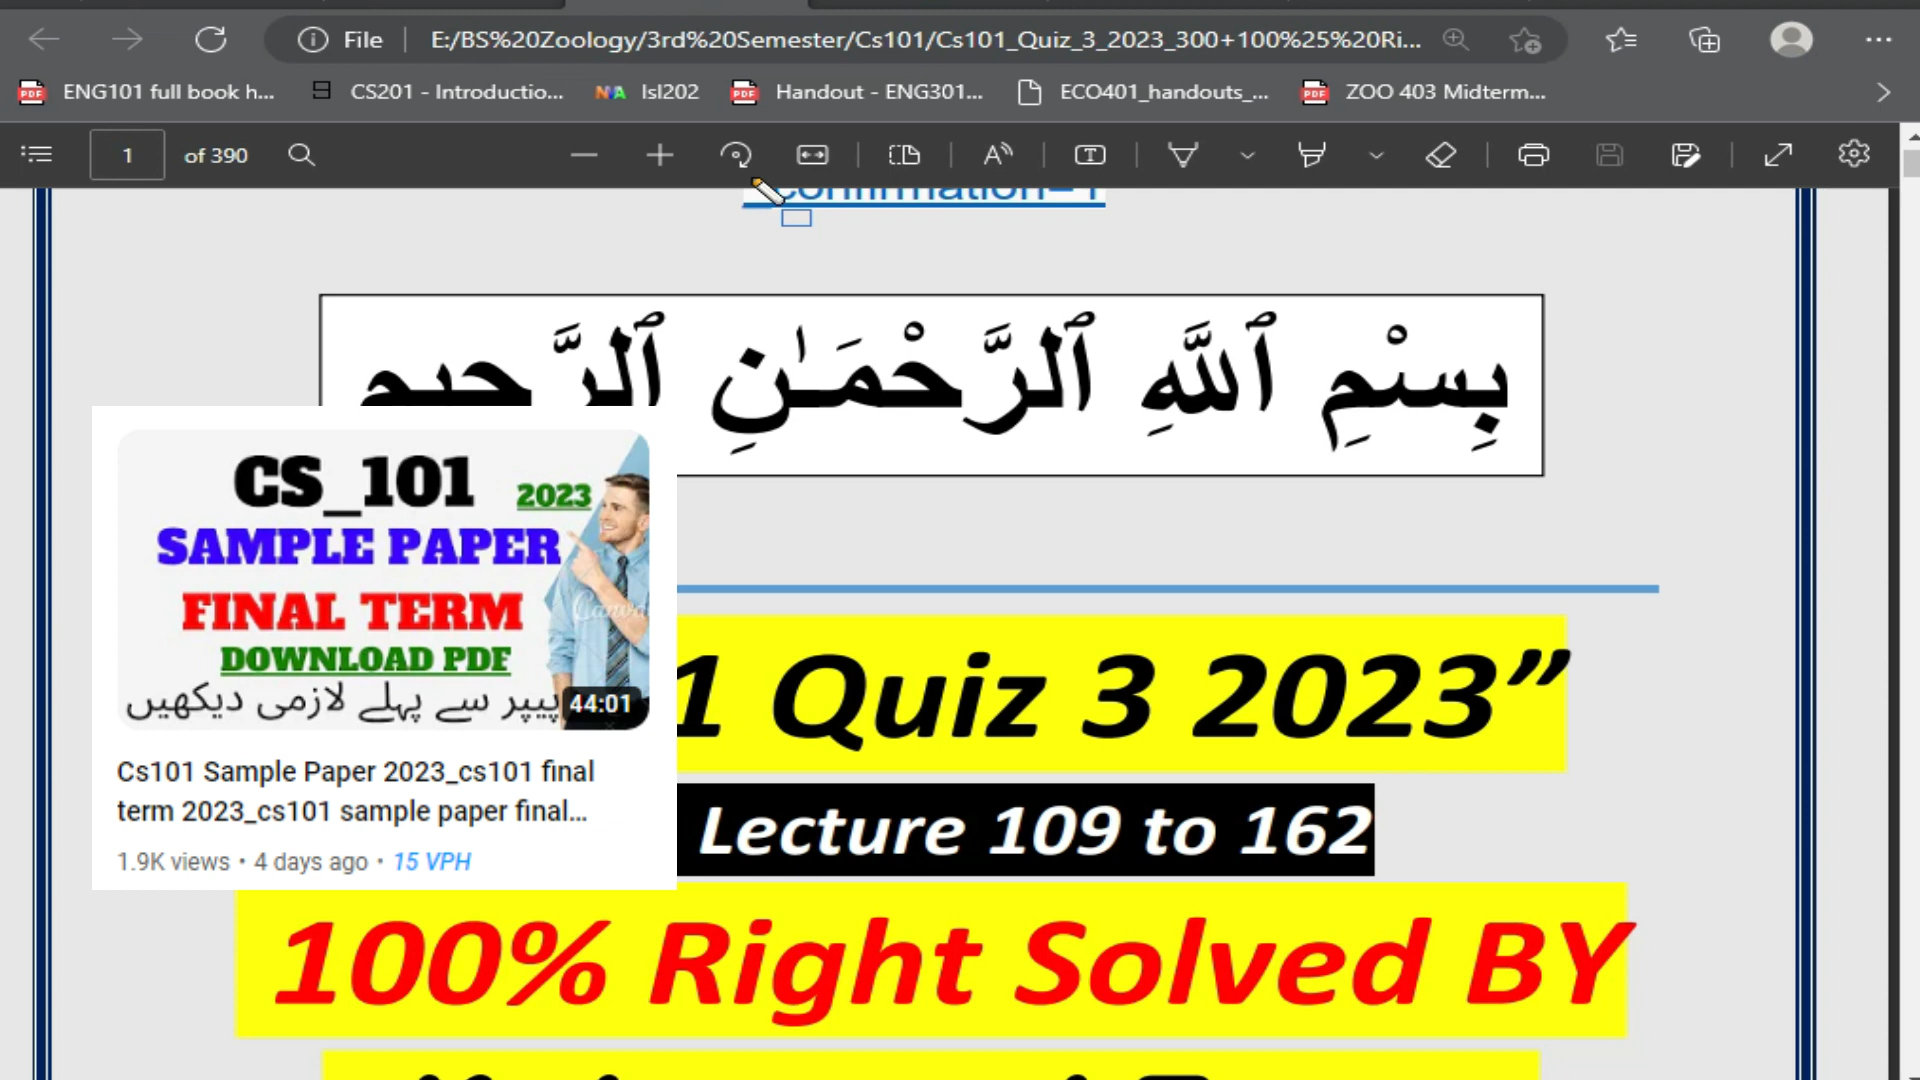 File
E:/BS%20Zoology/3rd%20Semester/Cs101/Cs101_Quiz_3_2023_300+100%25%20Ri...
ENG101 full book h...
CS201 - Introductio...
Isl202
Handout - ENG301...
ECO401_handouts_...
ZOO 403 Midterm...
1 of 390
بِسْمِ ٱللَّهِ ٱلرَّحْمَـٰنِ ٱلرَّحِيمِ
CS_101
2023
SAMPLE PAPER
FINAL TERM
DOWNLOAD PDF
پیپر سے پہلے لازمی دیکھیں
44:01
Cs101 Sample Paper 2023_cs101 final
term 2023_cs101 sample paper final...
1.9K views • 4 days ago • 15 VPH
1 Quiz 3 2023”
Lecture 109 to 162
100% Right Solved BY